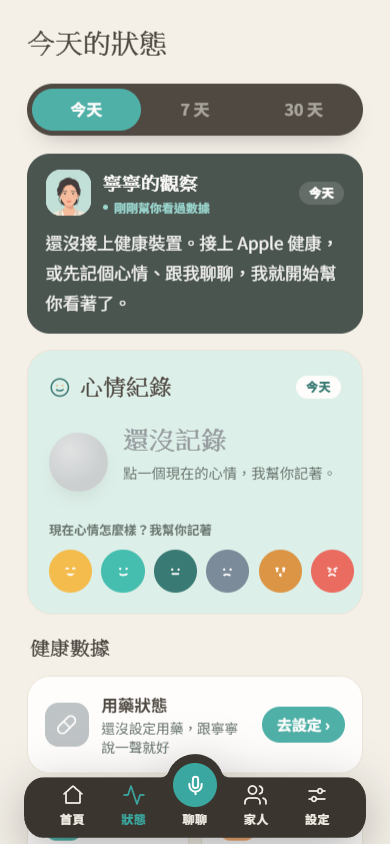 今天的狀態
今天
7 天
30 天
寧寧的觀察
剛剛幫你看過數據
今天
還沒接上健康裝置。接上 Apple 健康，
或先記個心情、跟我聊聊，我就開始幫
你看著了。
心情紀錄
今天
還沒記錄
點一個現在的心情，我幫你記著。
現在心情怎麼樣？我幫你記著
健康數據
用藥狀態
還沒設定用藥，跟寧寧
說一聲就好
去設定 ›
首頁
狀態
聊聊
家人
設定